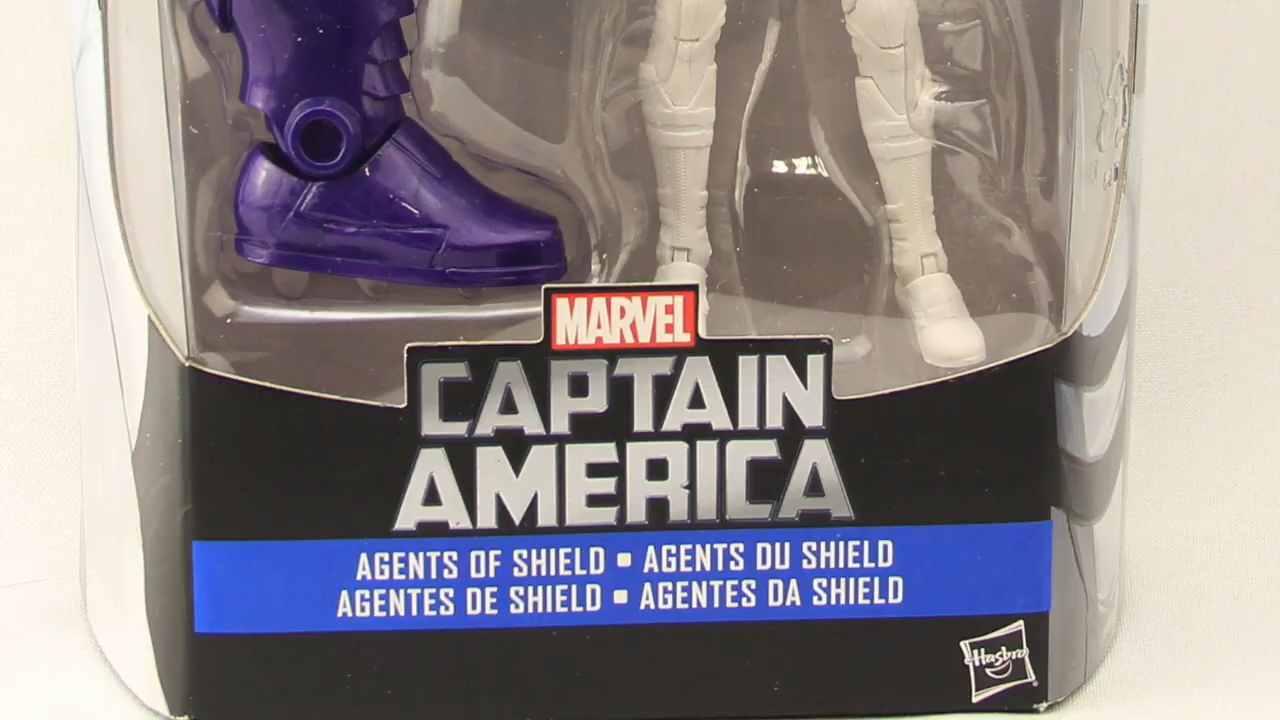 MARVEL
CAPTAIN
AMERICA
AGENTS OF SHIELD ▪ AGENTS DU SHIELD
AGENTES DE SHIELD ▪ AGENTES DA SHIELD
Hasbro